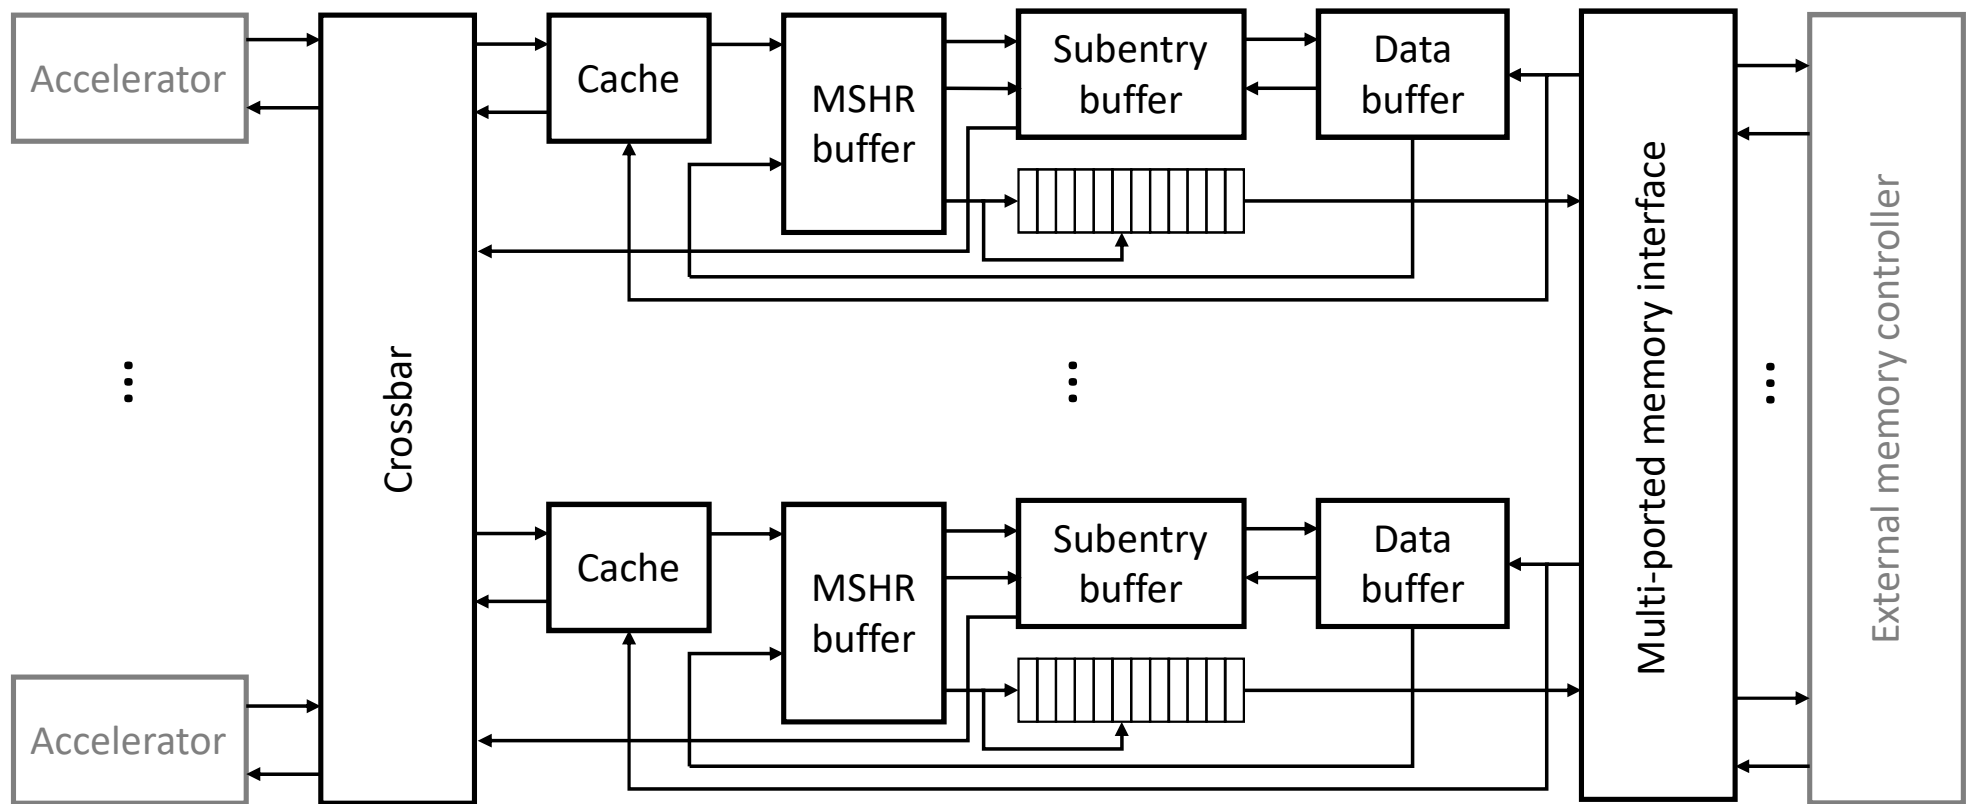 Accelerator
Crossbar
Cache
MSHR
buffer
Subentry
buffer
Data
buffer
Multi-ported memory interface
External memory controller
...
...
...
Accelerator
Cache
MSHR
buffer
Subentry
buffer
Data
buffer